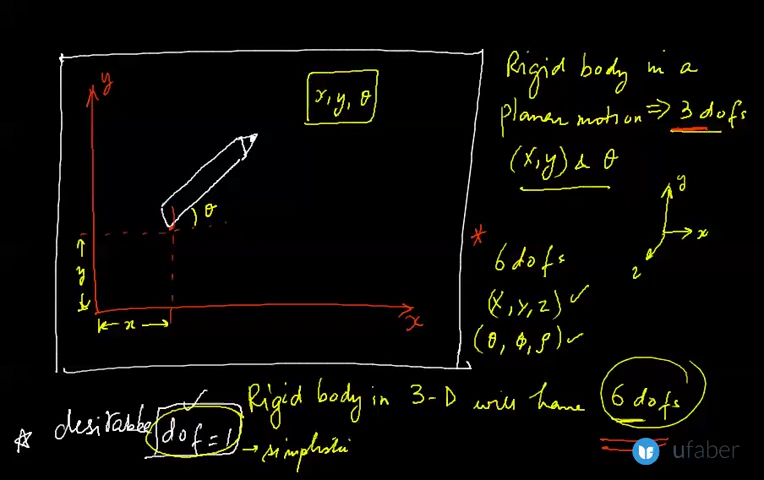 y
x, y, θ
θ
y
x
x
Rigid body in a
planar motion => 3 dofs
(x, y) & θ
y
x
z
*
6 dofs
(x, y, z) ✓
(θ, φ, ρ) ✓
Rigid body in 3-D will have 6 dofs
* desirable dof = 1
→
ufaber